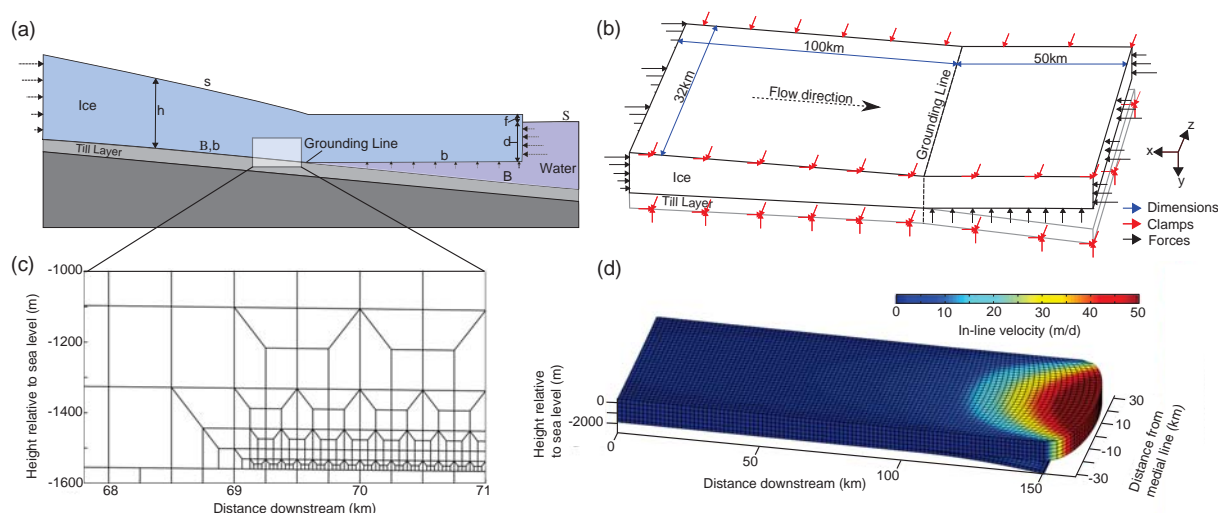 (a)
s
Ice
h
f
S
d
Grounding Line
B,b
Till Layer
b
B
Water
(b)
100km
50km
32km
Flow direction
Grounding Line
z
x
y
Ice
Till Layer
Dimensions
Clamps
Forces
(c)
Height relative to sea level (m)
-1000
-1200
-1400
-1600
68
69
70
71
Distance downstream (km)
(d)
0
10
20
30
40
50
In-line velocity (m/d)
Height relative
to sea level (m)
0
-2000
0
50
100
150
Distance downstream (km)
30
10
-10
-30
Distance from
medial line (km)